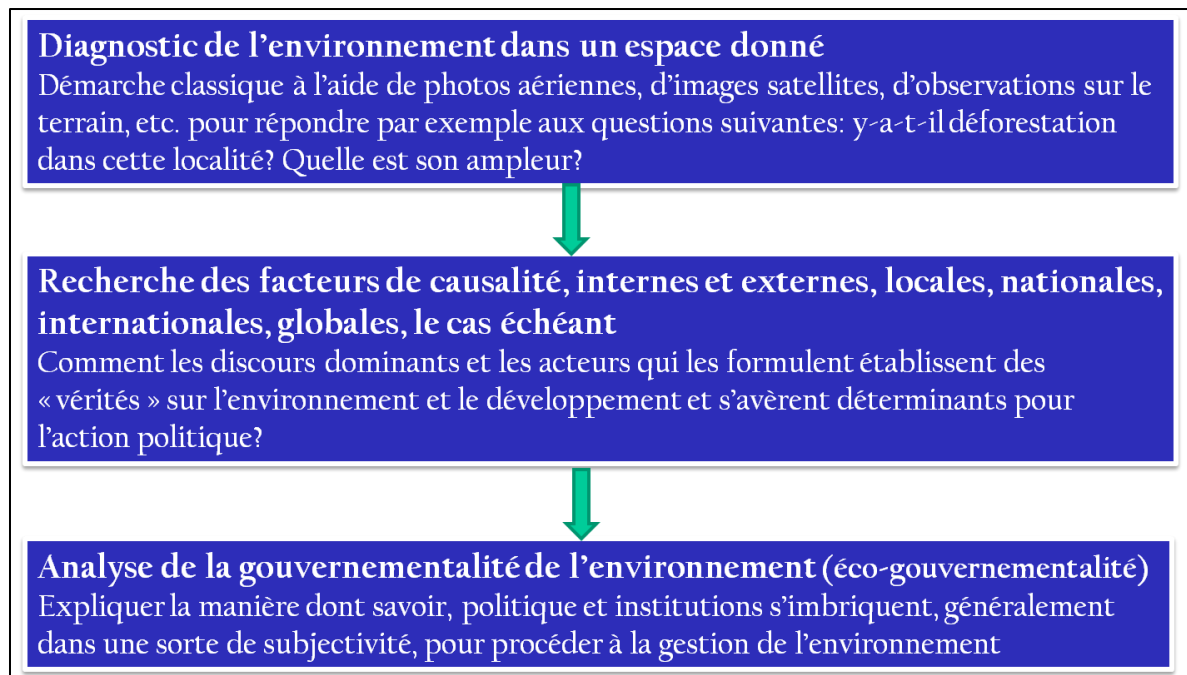 Diagnostic de l’environnement dans un espace donné
Démarche classique à l’aide de photos aériennes, d’images satellites, d’observations sur le
terrain, etc. pour répondre par exemple aux questions suivantes: y-a-t-il déforestation
dans cette localité? Quelle est son ampleur?
Recherche des facteurs de causalité, internes et externes, locales, nationales,
internationales, globales, le cas échéant
Comment les discours dominants et les acteurs qui les formulent établissent des
« vérités » sur l’environnement et le développement et s’avèrent déterminants pour
l’action politique?
Analyse de la gouvernementalité de l’environnement (éco-gouvernementalité)
Expliquer la manière dont savoir, politique et institutions s’imbriquent, généralement
dans une sorte de subjectivité, pour procéder à la gestion de l’environnement